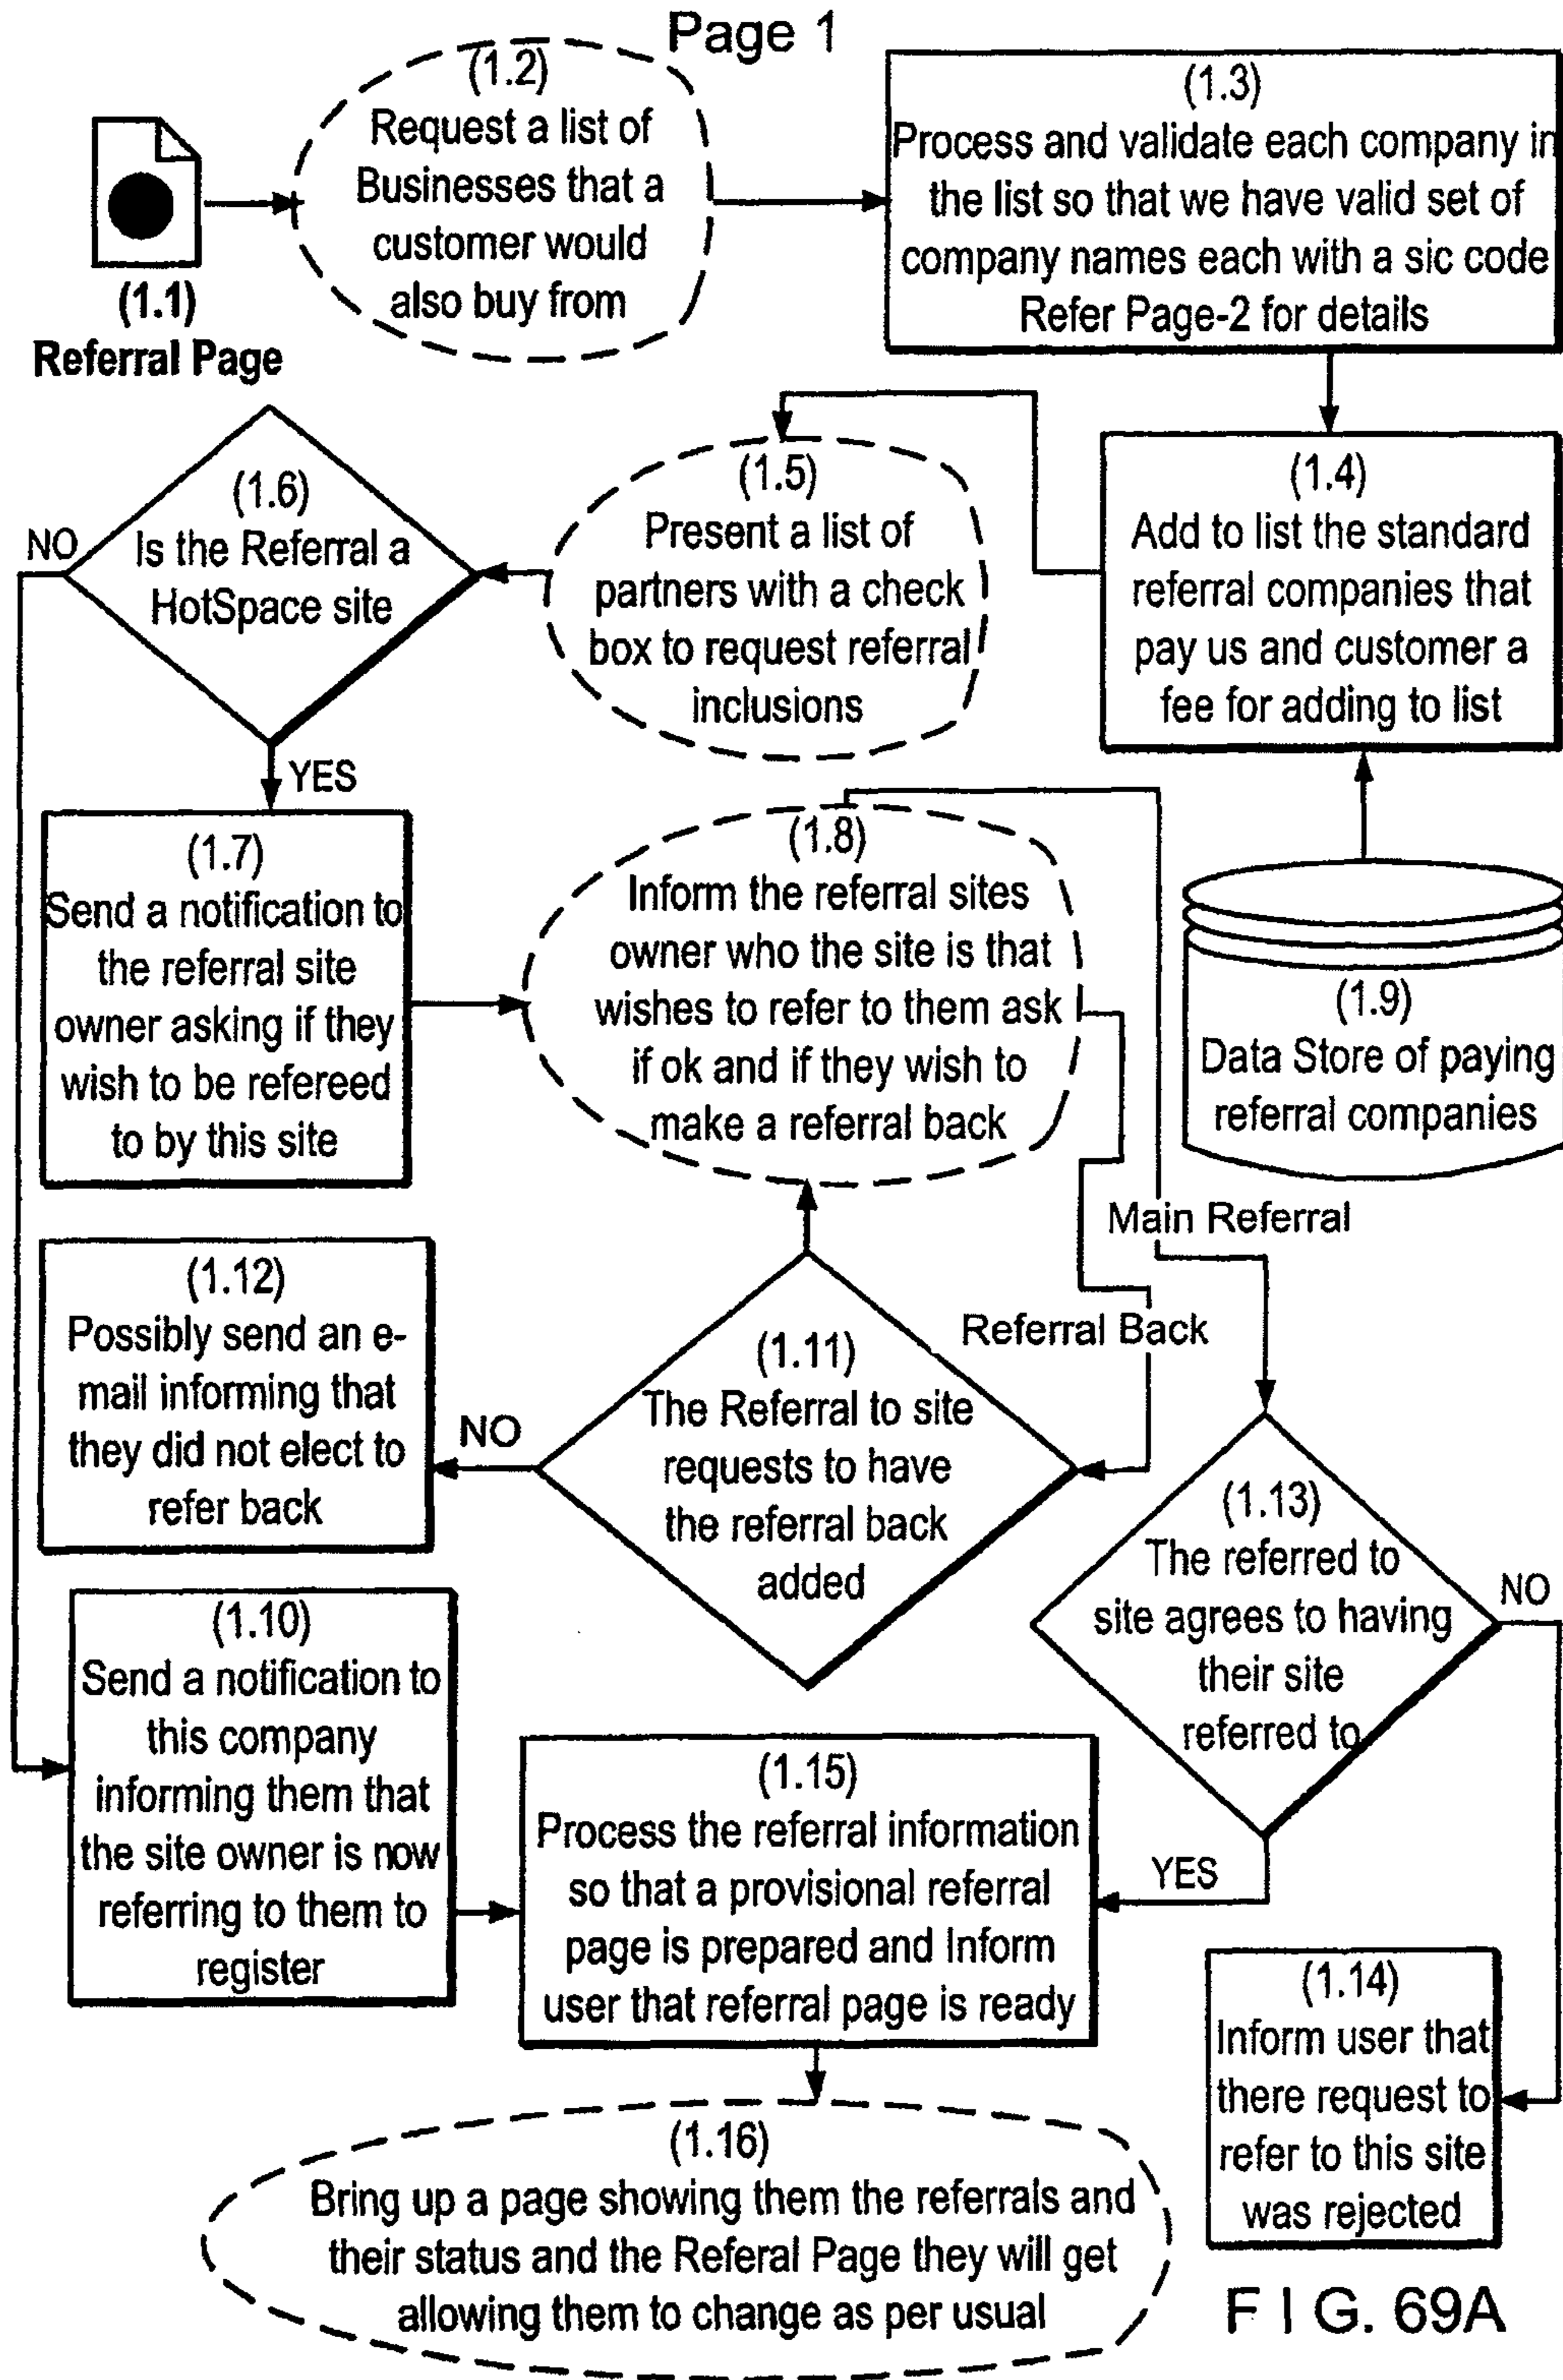 Page 1
(1.1)
Referral Page
(1.2)
Request a list of
Businesses that a
customer would
also buy from
(1.3)
Process and validate each company in
the list so that we have valid set of
company names each with a sic code
Refer Page-2 for details
(1.4)
Add to list the standard
referral companies that
pay us and customer a
fee for adding to list
(1.5)
Present a list of
partners with a check
box to request referral
inclusions
(1.6)
Is the Referral a
HotSpace site
NO
YES
(1.7)
Send a notification to
the referral site
owner asking if they
wish to be refereed
to by this site
(1.8)
Inform the referral sites
owner who the site is that
wishes to refer to them ask
if ok and if they wish to
make a referral back
(1.9)
Data Store of paying
referral companies
Main Referral
Referral Back
(1.12)
Possibly send an e-
mail informing that
they did not elect to
refer back
NO
(1.11)
The Referral to site
requests to have
the referral back
added
(1.13)
The referred to
site agrees to having
their site
referred to
NO
YES
(1.10)
Send a notification to
this company
informing them that
the site owner is now
referring to them to
register
(1.15)
Process the referral information
so that a provisional referral
page is prepared and Inform
user that referral page is ready
(1.14)
Inform user that
there request to
refer to this site
was rejected
(1.16)
Bring up a page showing them the referrals and
their status and the Referal Page they will get
allowing them to change as per usual
FIG. 69A